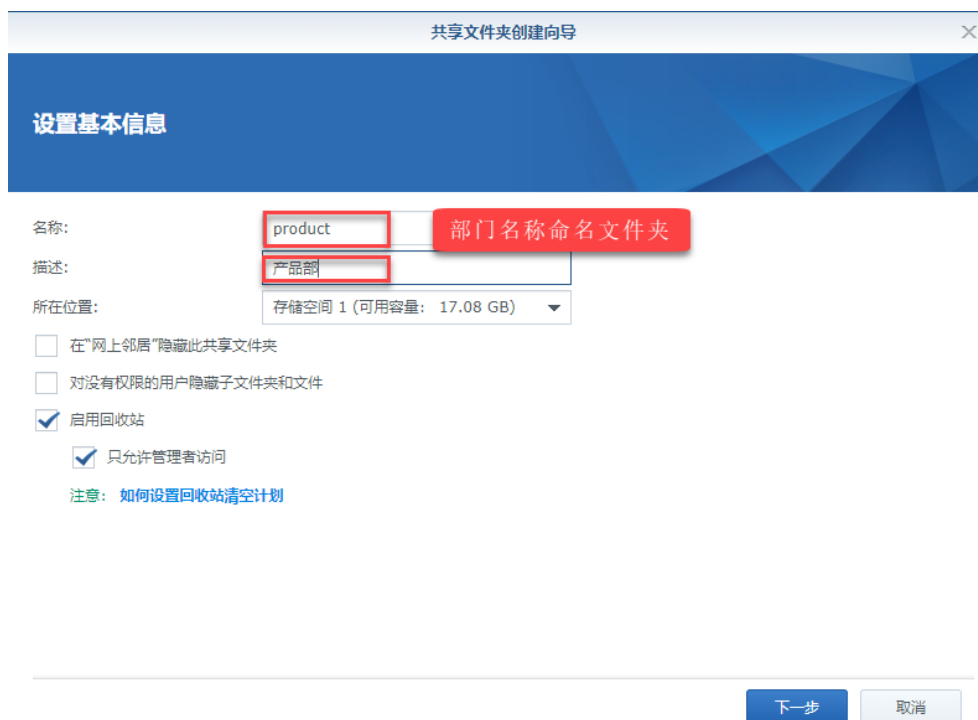 共享文件夹创建向导
设置基本信息
名称: product 部门名称命名文件夹
描述: 产品部
所在位置: 存储空间 1 (可用容量: 17.08 GB)
在"网上邻居"隐藏此共享文件夹
对没有权限的用户隐藏子文件夹和文件
启用回收站
只允许管理者访问
注意: 如何设置回收站清空计划
下一步 取消